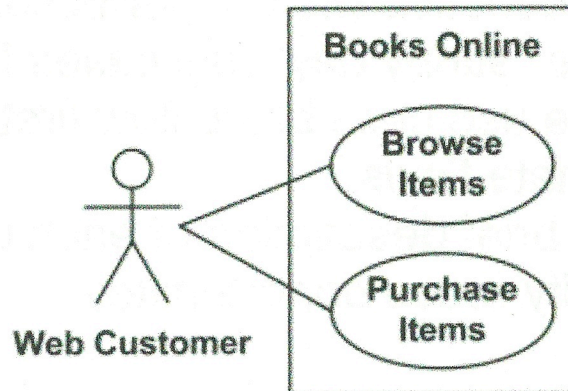 Books Online
Browse
Items
Purchase
Items
Web Customer